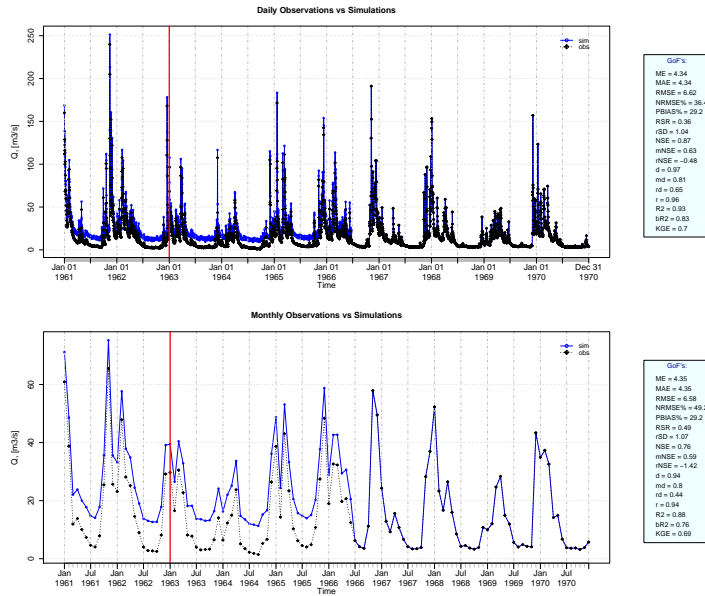 Daily Observations vs Simulations
sim
obs
Q, [m3/s]
250
200
150
100
50
0
Jan 01 Jan 01 Jan 01 Jan 01 Jan 01 Jan 01 Jan 01 Jan 01 Jan 01 Jan 01 Dec 31
1961 1962 1963 1964 1965 1966 1967 1968 1969 1970 1970
Time
GoF's:
ME = 4.34
MAE = 4.34
RMSE = 6.62
NRMSE% = 36.4
PBIAS% = 29.2
RSR = 0.36
rSD = 1.04
NSE = 0.87
mNSE = 0.63
rNSE = −0.48
d = 0.97
md = 0.81
rd = 0.65
r = 0.96
R2 = 0.93
bR2 = 0.83
KGE = 0.7
Monthly Observations vs Simulations
sim
obs
Q, [m3/s]
60
40
20
0
Jan Jul Jan Jul Jan Jul Jan Jul Jan Jul Jan Jul Jan Jul Jan Jul Jan Jul Jan Jul
1961 1961 1962 1962 1963 1963 1964 1964 1965 1965 1966 1966 1967 1967 1968 1968 1969 1969 1970 1970
Time
GoF's:
ME = 4.35
MAE = 4.35
RMSE = 6.58
NRMSE% = 49.2
PBIAS% = 29.2
RSR = 0.49
rSD = 1.07
NSE = 0.76
mNSE = 0.59
rNSE = −1.42
d = 0.94
md = 0.8
rd = 0.44
r = 0.94
R2 = 0.88
bR2 = 0.76
KGE = 0.69